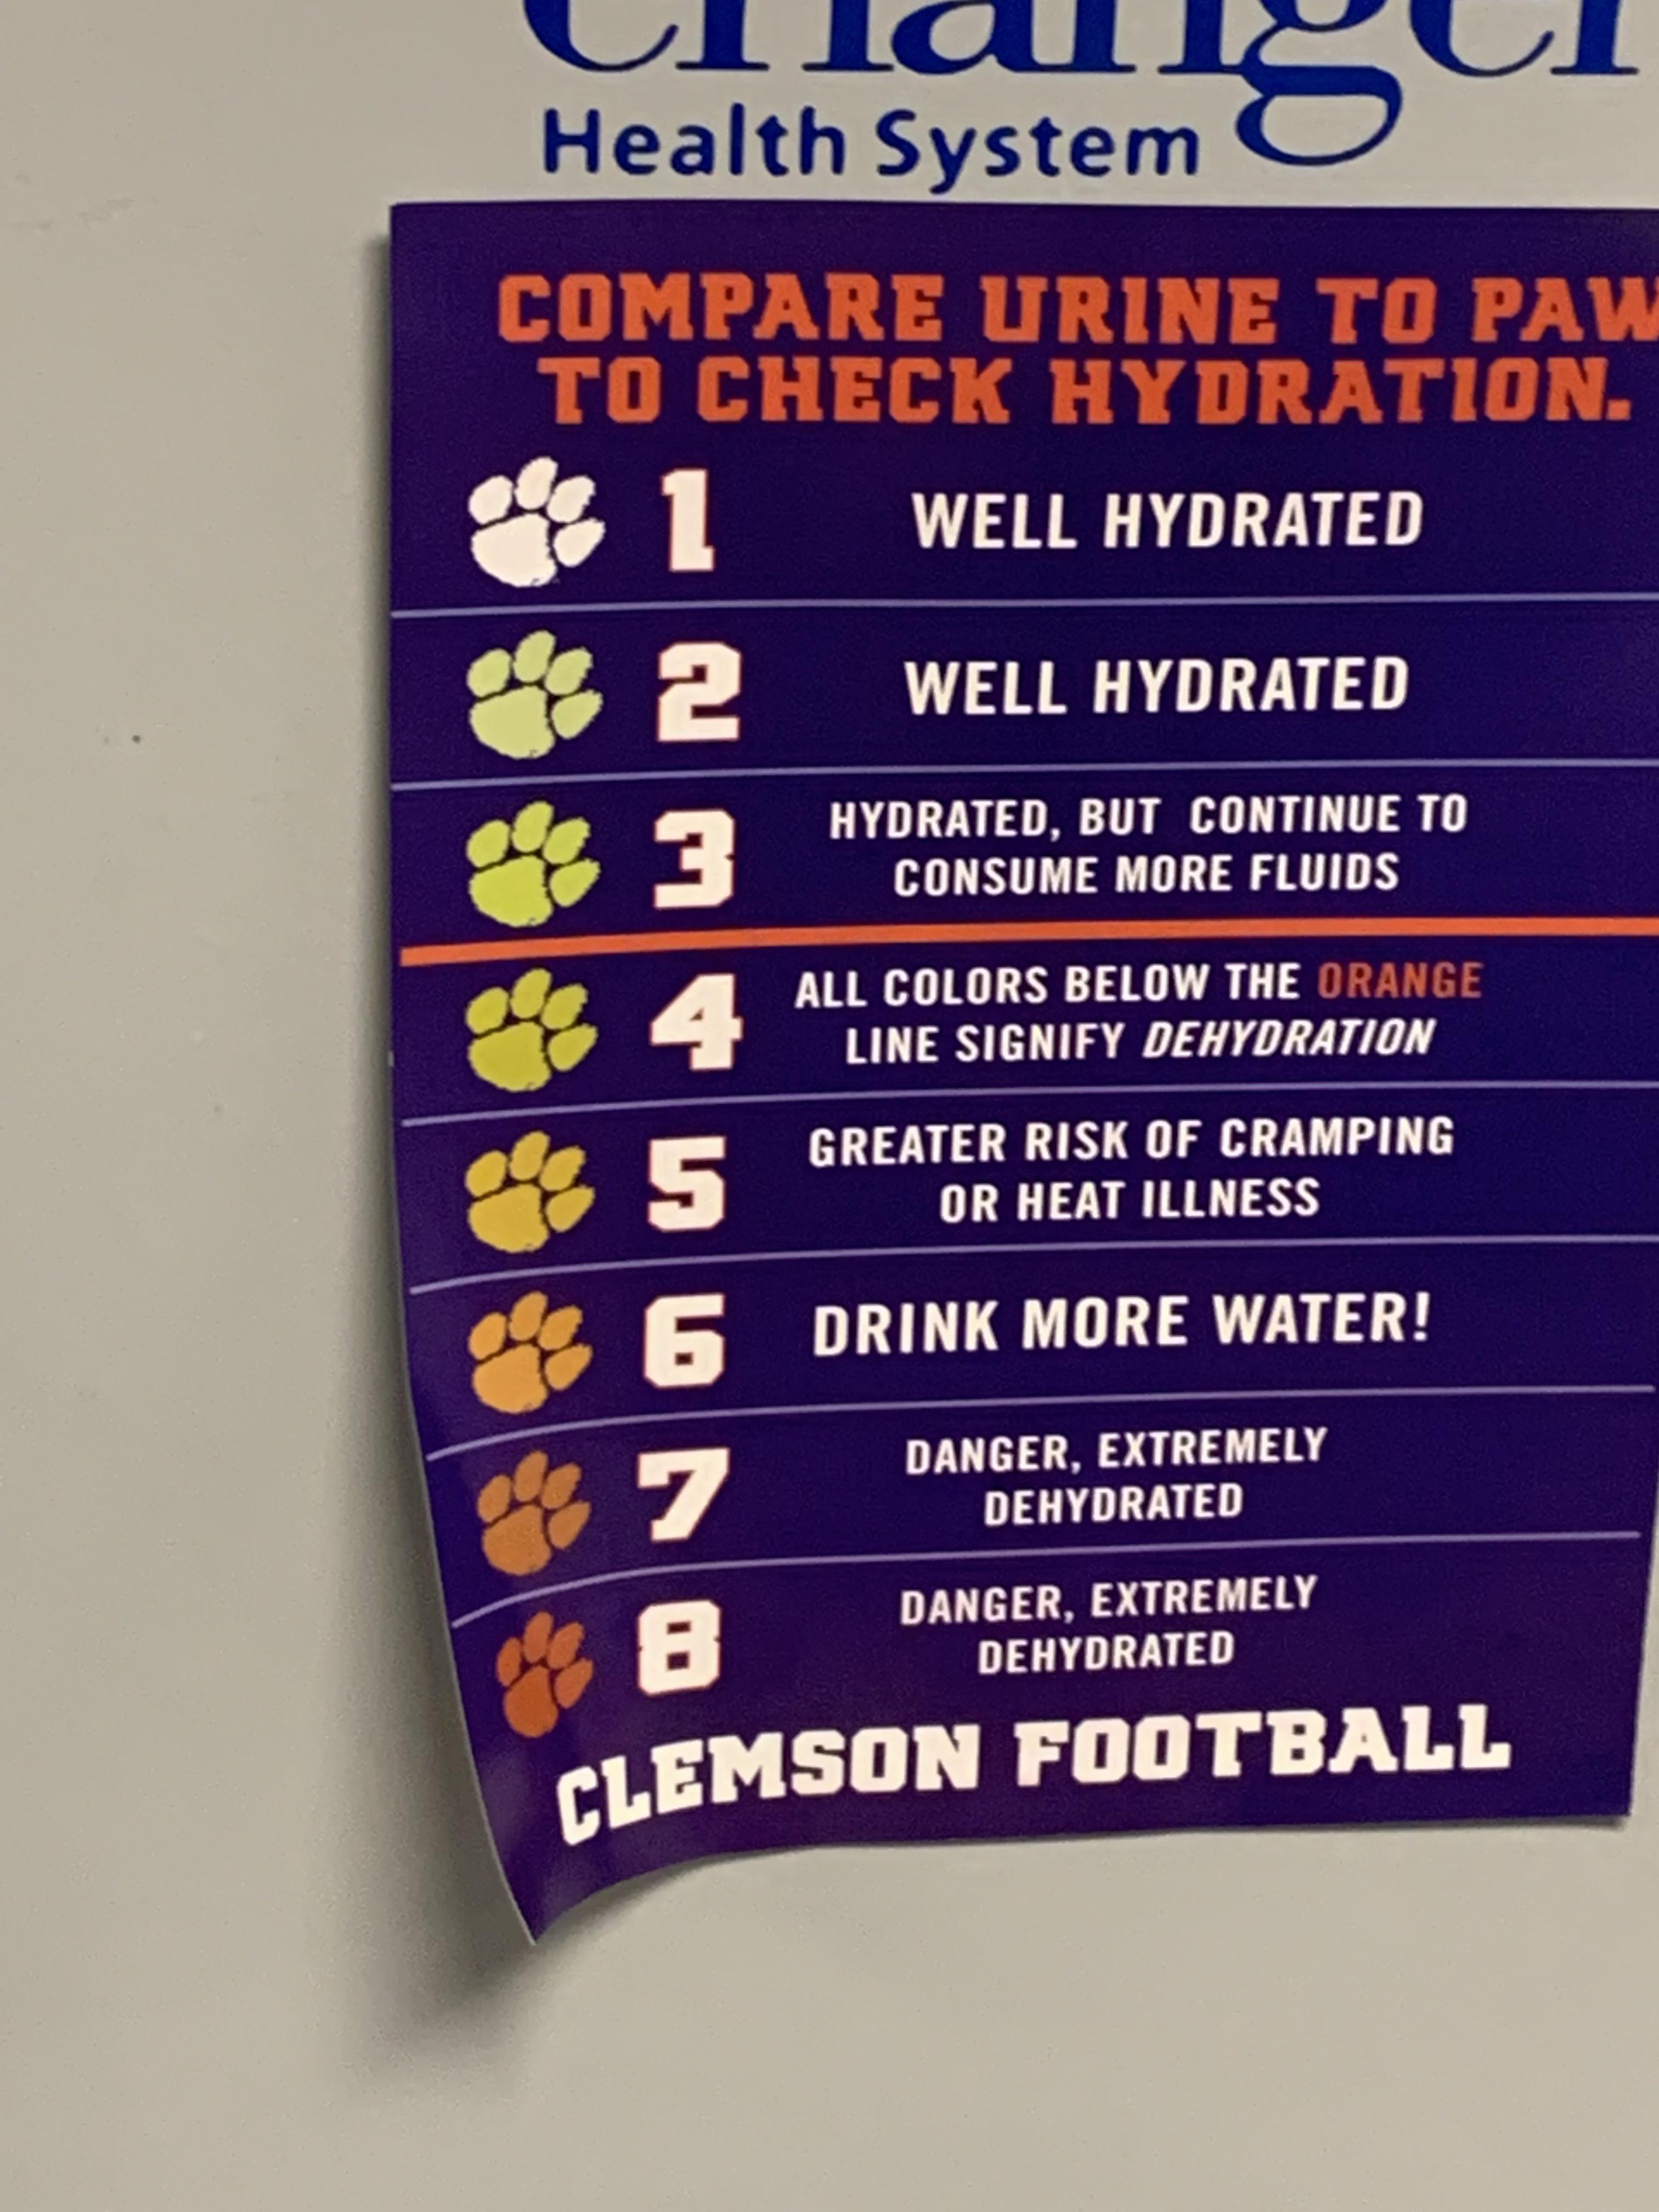 Health System
COMPARE URINE TO PAW
TO CHECK HYDRATION.
1 WELL HYDRATED
2 WELL HYDRATED
3 HYDRATED, BUT CONTINUE TO
CONSUME MORE FLUIDS
4 ALL COLORS BELOW THE ORANGE
LINE SIGNIFY DEHYDRATION
5 GREATER RISK OF CRAMPING
OR HEAT ILLNESS
6 DRINK MORE WATER!
7 DANGER, EXTREMELY
DEHYDRATED
8 DANGER, EXTREMELY
DEHYDRATED
CLEMSON FOOTBALL